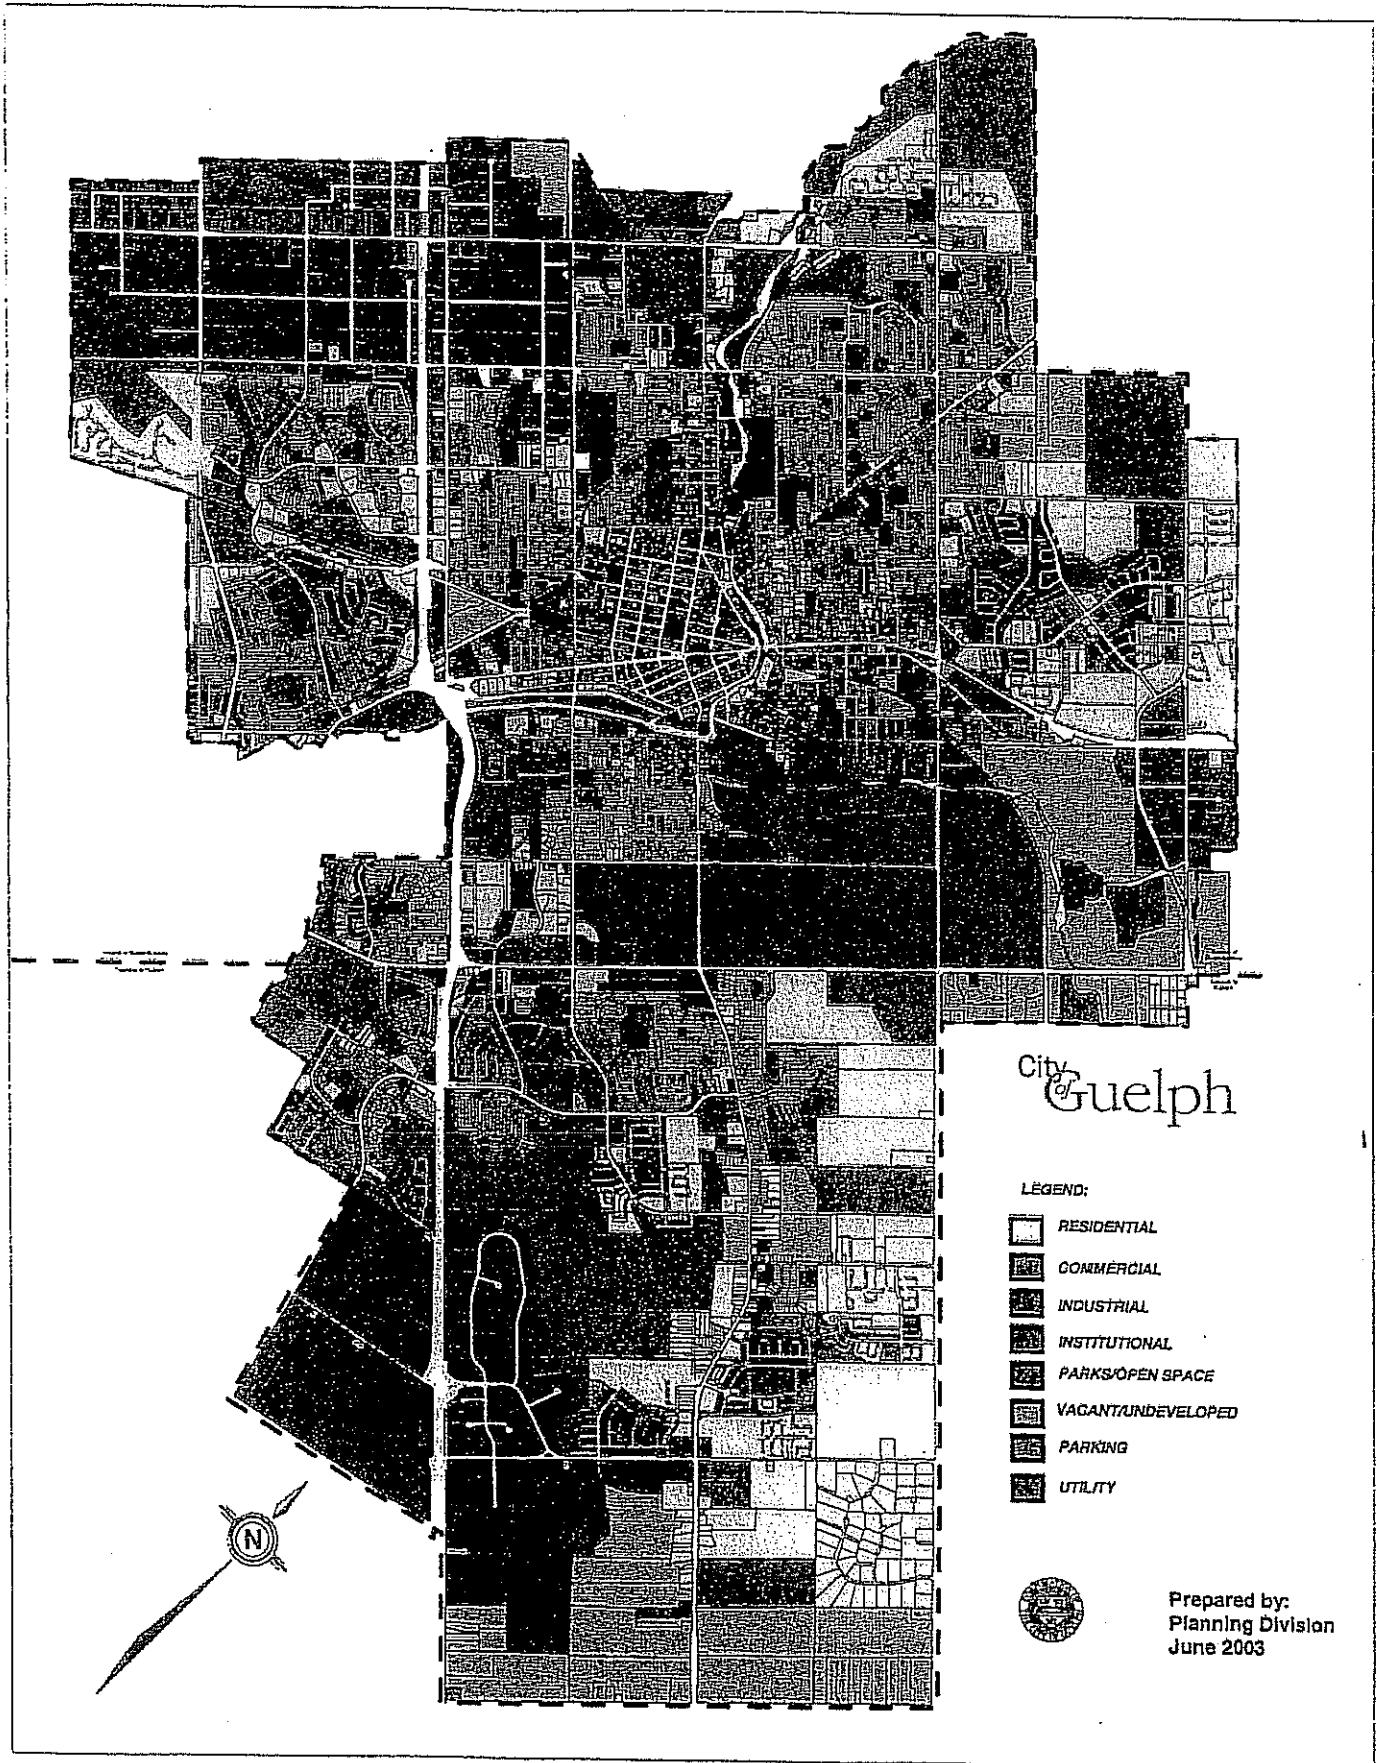 City of
Guelph
LEGEND:
RESIDENTIAL
COMMERCIAL
INDUSTRIAL
INSTITUTIONAL
PARKS/OPEN SPACE
VACANT/UNDEVELOPED
PARKING
UTILITY
N
Prepared by:
Planning Division
June 2003